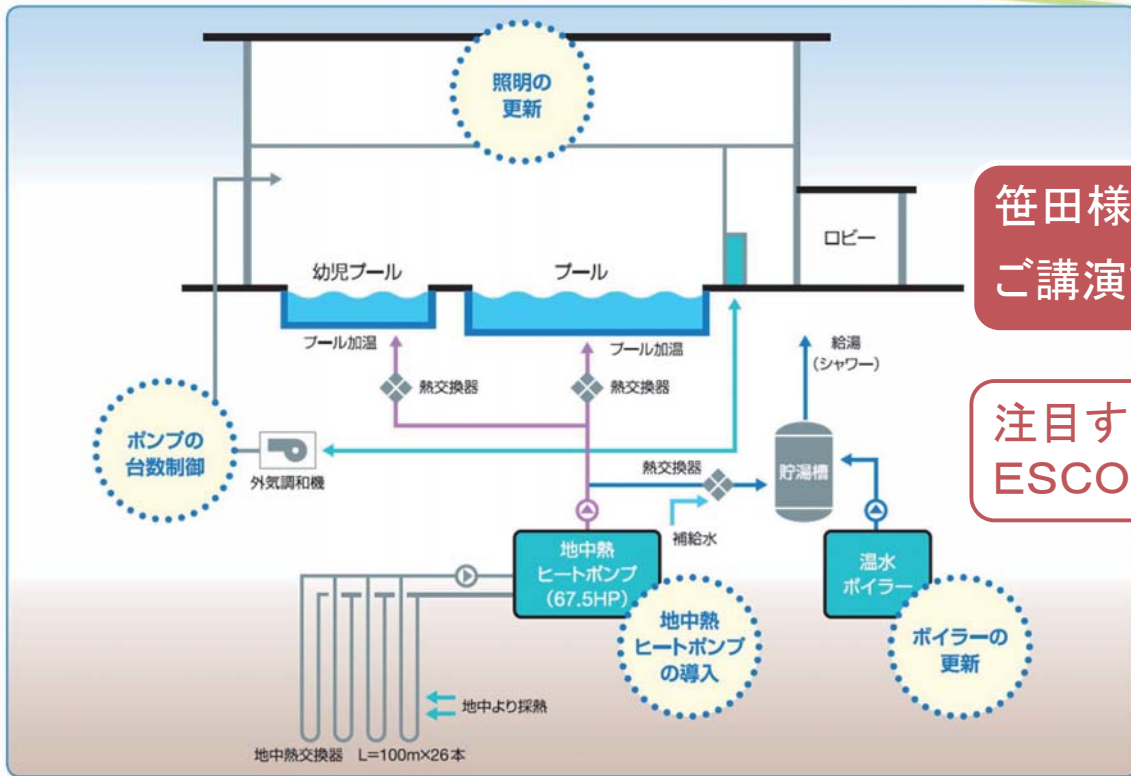 照明の
更新
笹田様
ご講演
ロビー
幼児プール
プール
プール加温
プール加温
給湯
(シャワー)
熱交換器
熱交換器
注目す
ESCO
ポンプの
台数制御
外気調和機
熱交換器
貯湯槽
補給水
地中熱
ヒートポンプ
(67.5HP)
温水
ボイラー
地中熱
ヒートポンプ
の導入
ボイラーの
更新
地中より採熱
地中熱交換器 L=100m×26本